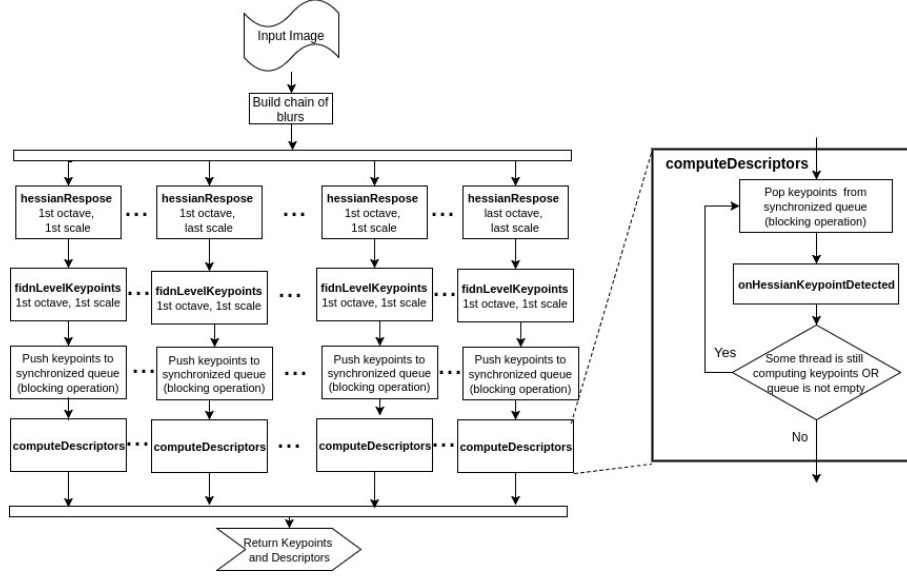 Input Image
Build chain of
blurs
hessianRespose
1st octave,
1st scale
...
hessianRespose
1st octave,
last scale
...
hessianRespose
1st octave,
1st scale
...
hessianRespose
last octave,
last scale
fidnLevelKeypoints
1st octave, 1st scale
...
fidnLevelKeypoints
1st octave, 1st scale
...
fidnLevelKeypoints
1st octave, 1st scale
...
fidnLevelKeypoints
1st octave, 1st scale
Push keypoints to
synchronized queue
(blocking operation)
...
Push keypoints to
synchronized queue
(blocking operation)
...
Push keypoints to
synchronized queue
(blocking operation)
...
Push keypoints to
synchronized queue
(blocking operation)
computeDescriptors
...
computeDescriptors
...
computeDescriptors
...
computeDescriptors
Return Keypoints
and Descriptors
computeDescriptors
Pop keypoints from
synchronized queue
(blocking operation)
onHessianKeypointDetected
Some thread is still
computing keypoints OR
queue is not empty
Yes
No